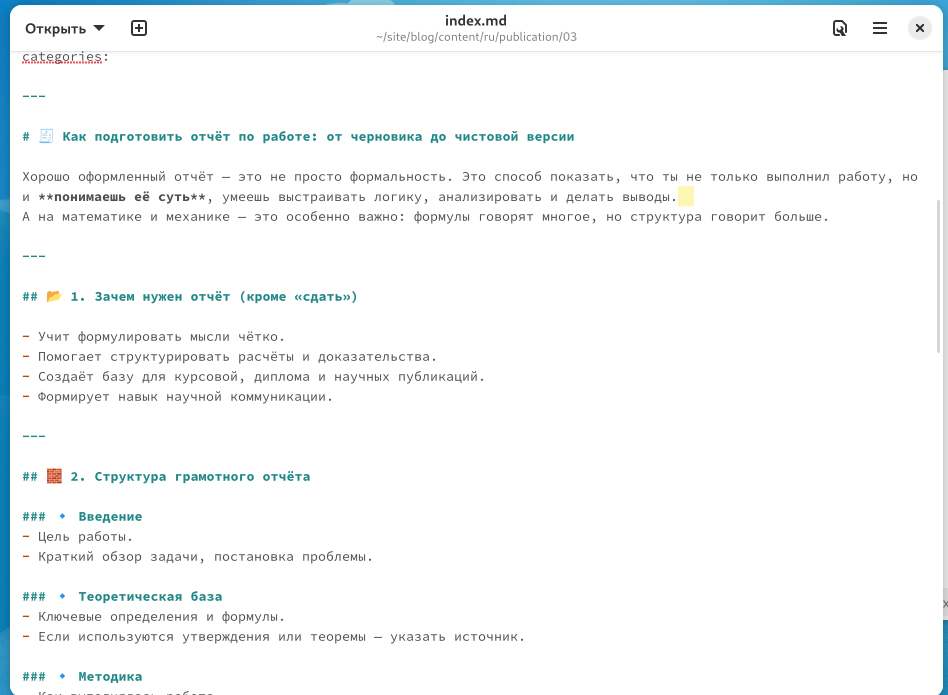 Открыть
index.md
~/site/blog/content/ru/publication/03
categories:
---
# 🧾 Как подготовить отчёт по работе: от черновика до чистовой версии
Хорошо оформленный отчёт — это не просто формальность. Это способ показать, что ты не только выполнил работу, но
и **понимаешь её суть**, умеешь выстраивать логику, анализировать и делать выводы.
А на математике и механике — это особенно важно: формулы говорят многое, но структура говорит больше.
---
## 📂 1. Зачем нужен отчёт (кроме «сдать»)
- Учит формулировать мысли чётко.
- Помогает структурировать расчёты и доказательства.
- Создаёт базу для курсовой, диплома и научных публикаций.
- Формирует навык научной коммуникации.
---
## 🧱 2. Структура грамотного отчёта
### 🔹 Введение
- Цель работы.
- Краткий обзор задачи, постановка проблемы.
### 🔹 Теоретическая база
- Ключевые определения и формулы.
- Если используются утверждения или теоремы — указать источник.
### 🔹 Методика